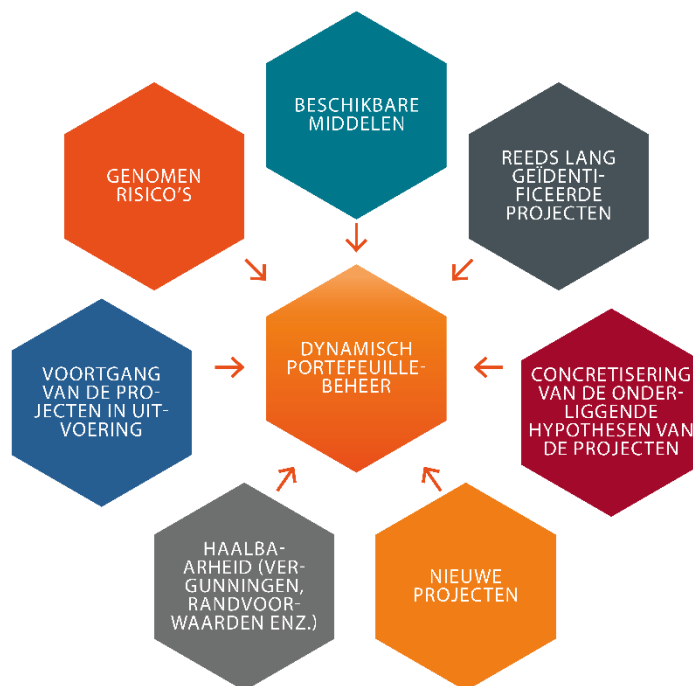 BESCHIKBARE
MIDDELEN
GENOMEN
RISICO'S
REEDS LANG
GEÏDENTI-
FICEERDE
PROJECTEN
DYNAMISCH
PORTEFEUILLE-
BEHEER
VOORTGANG
VAN DE PRO-
JECTEN IN UIT-
VOERING
CONCRETISERING
VAN DE ONDER-
LIGGENDE
HYPOTHESEN VAN
DE PROJECTEN
HAALBA-
ARHEID (VER-
GUNNINGEN,
RANDVOOR-
WAARDEN ENZ.)
NIEUWE
PROJECTEN